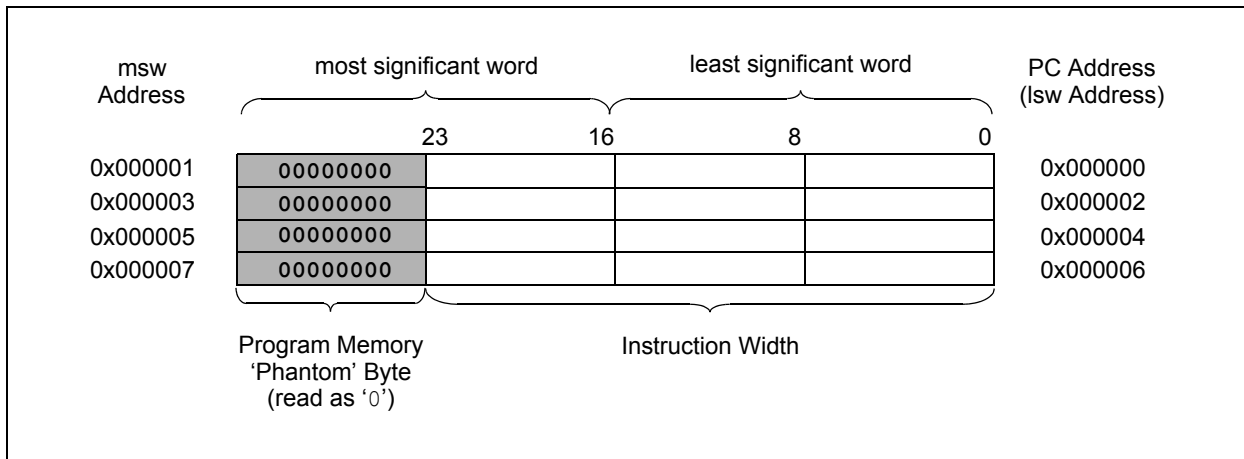 msw
Address
most significant word
least significant word
PC Address
(lsw Address)
23 16 8 0
0x000001 00000000 0x000000
0x000003 00000000 0x000002
0x000005 00000000 0x000004
0x000007 00000000 0x000006
Program Memory
‘Phantom’ Byte
(read as ‘0’)
Instruction Width